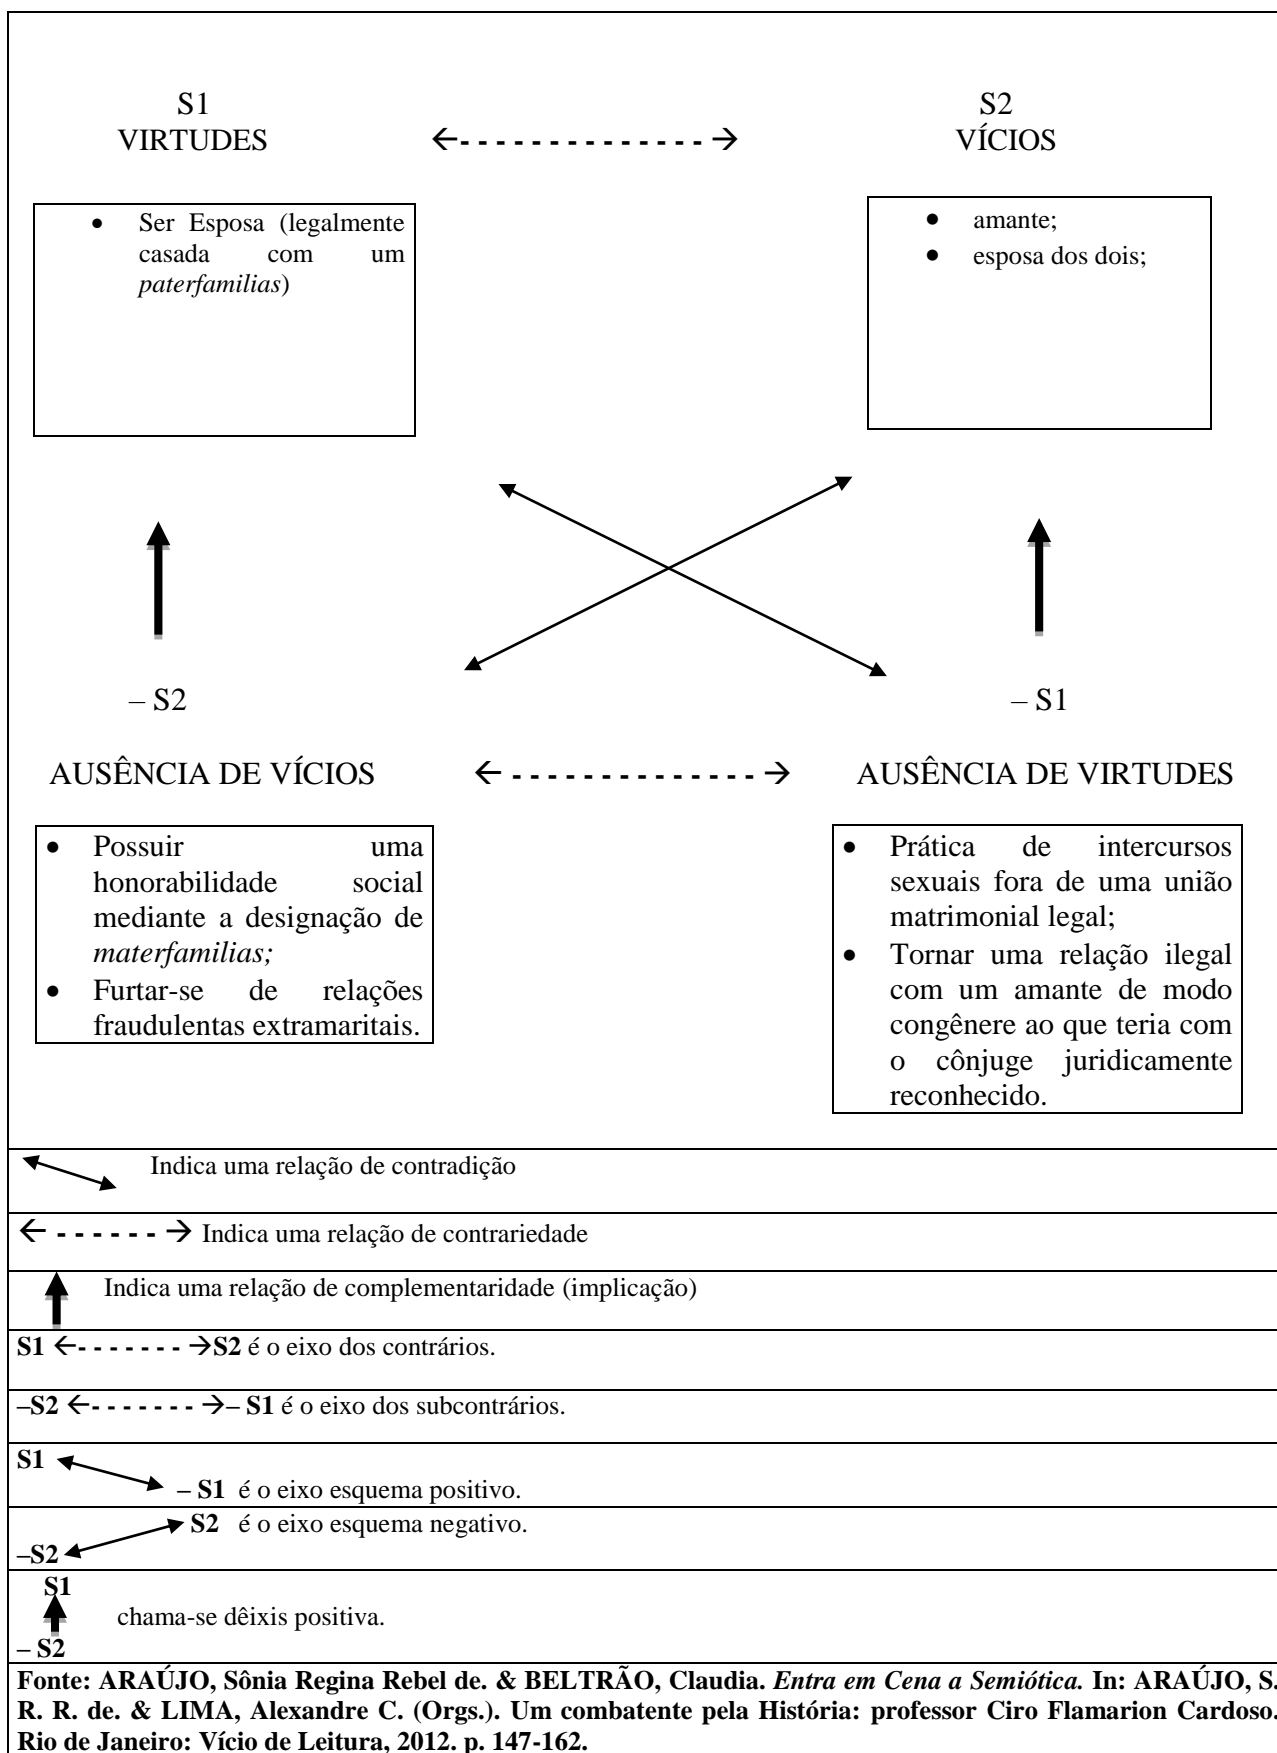 S1
VIRTUDES
S2
VÍCIOS
← - - - - - - - - - - - - - - →
• Ser Esposa (legalmente
casada com um
paterfamilias)
• amante;
• esposa dos dois;
– S2
– S1
AUSÊNCIA DE VÍCIOS
← - - - - - - - - - - - - - - →
AUSÊNCIA DE VIRTUDES
• Possuir uma
honorabilidade social
mediante a designação de
materfamilias;
• Furtar-se de relações
fraudulentas extramaritais.
• Prática de intercursos
sexuais fora de uma união
matrimonial legal;
• Tornar uma relação ilegal
com um amante de modo
congênere ao que teria com
o cônjuge juridicamente
reconhecido.
Indica uma relação de contradição
← - - - - - - → Indica uma relação de contrariedade
Indica uma relação de complementaridade (implicação)
S1 ←- - - - - - - →S2 é o eixo dos contrários.
–S2 ←- - - - - - - →– S1 é o eixo dos subcontrários.
S1
– S1 é o eixo esquema positivo.
S2 é o eixo esquema negativo.
–S2
S1
chama-se dêixis positiva.
– S2
Fonte: ARAÚJO, Sônia Regina Rebel de. & BELTRÃO, Claudia. Entra em Cena a Semiótica. In: ARAÚJO, S.
R. R. de. & LIMA, Alexandre C. (Orgs.). Um combatente pela História: professor Ciro Flamarion Cardoso.
Rio de Janeiro: Vício de Leitura, 2012. p. 147-162.